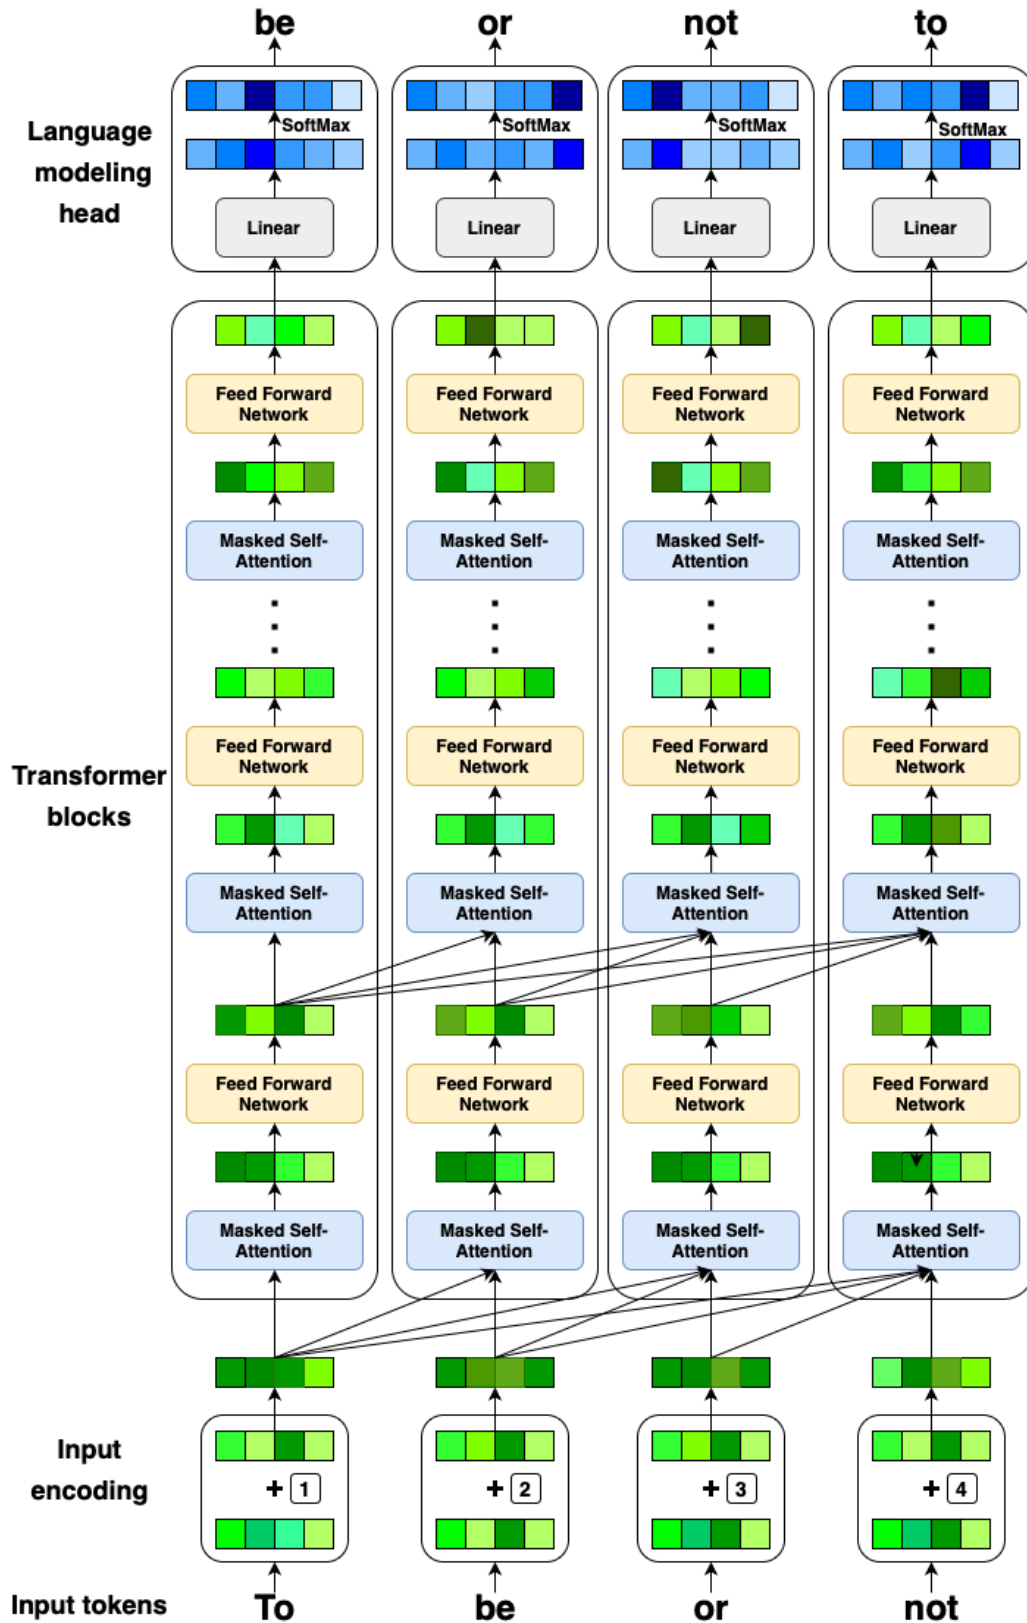 be or not to
SoftMax SoftMax SoftMax SoftMax
Language
modeling
head
Linear Linear Linear Linear
Feed Forward Feed Forward Feed Forward Feed Forward
Network Network Network Network
Masked Self- Masked Self- Masked Self- Masked Self-
Attention Attention Attention Attention
Feed Forward Feed Forward Feed Forward Feed Forward
Network Network Network Network
Transformer
blocks
Masked Self- Masked Self- Masked Self- Masked Self-
Attention Attention Attention Attention
Feed Forward Feed Forward Feed Forward Feed Forward
Network Network Network Network
Masked Self- Masked Self- Masked Self- Masked Self-
Attention Attention Attention Attention
Input
encoding
+ 1 + 2 + 3 + 4
Input tokens To be or not